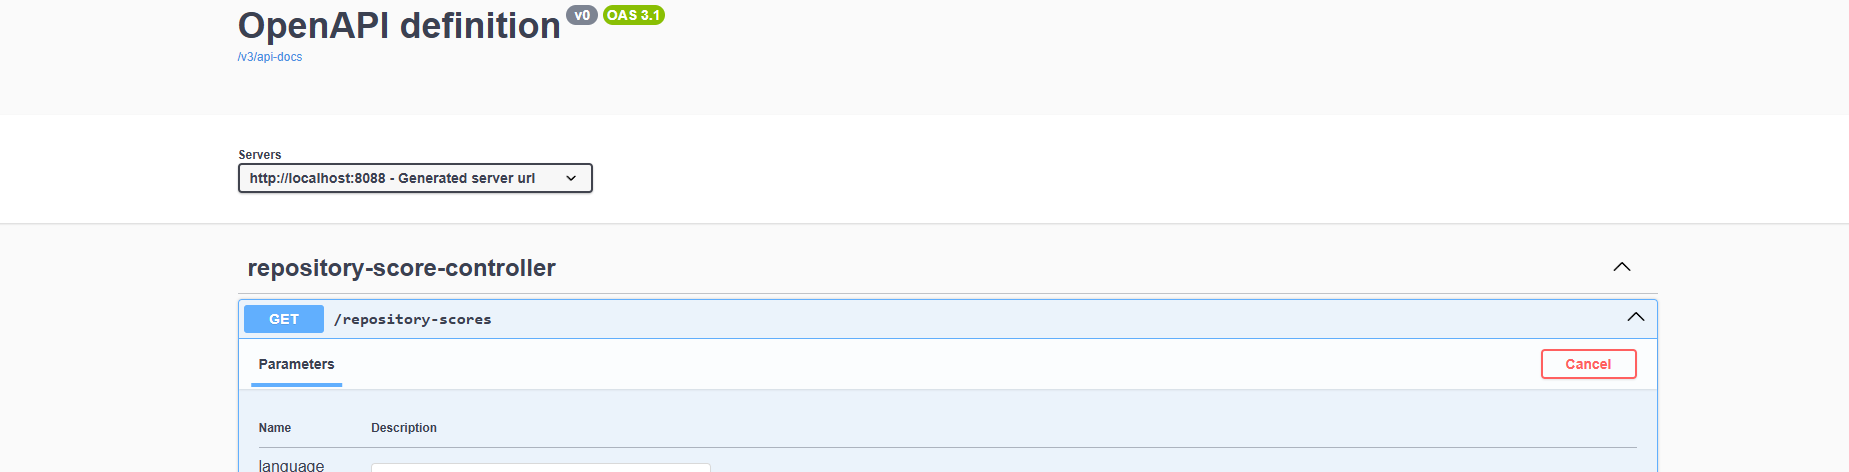 OpenAPI definition v0 OAS 3.1
/v3/api-docs
Servers
http://localhost:8088 - Generated server url
repository-score-controller
GET /repository-scores
Parameters Cancel
Name Description
language